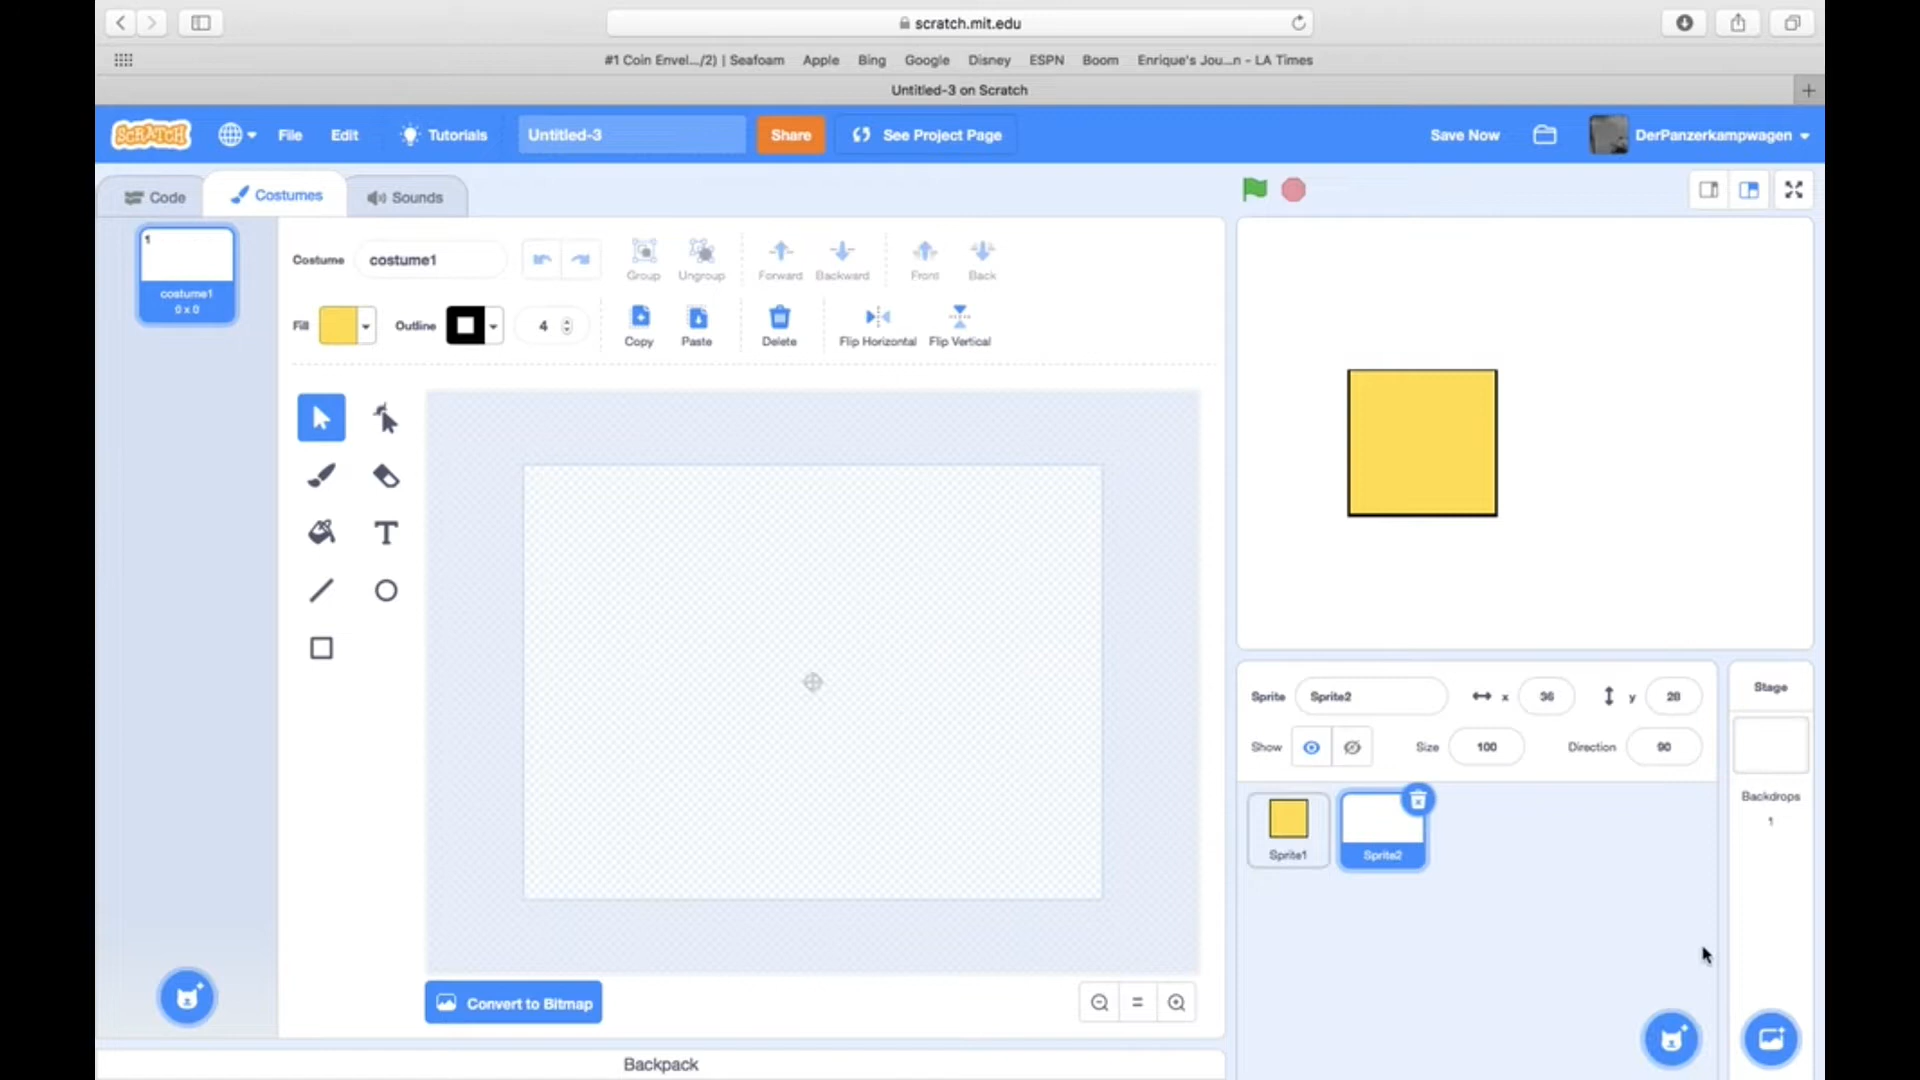 scratch.mit.edu
#1 Coin Envel.../2) | Seafoam Apple Bing Google Disney ESPN Boom Enrique's Jou...n - LA Times
Untitled-3 on Scratch
SCRATCH File Edit Tutorials Untitled-3 Share See Project Page Save Now DerPanzerkampwagen
Code Costumes Sounds
1
costume1
0 x 0
Costume costume1 Group Ungroup Forward Backward Front Back
Fill Outline 4 Copy Paste Delete Flip Horizontal Flip Vertical
T
Convert to Bitmap
Backpack
Sprite Sprite2 x 36 y 28
Show Size 100 Direction 90
Sprite1 Sprite2
Stage
Backdrops
1